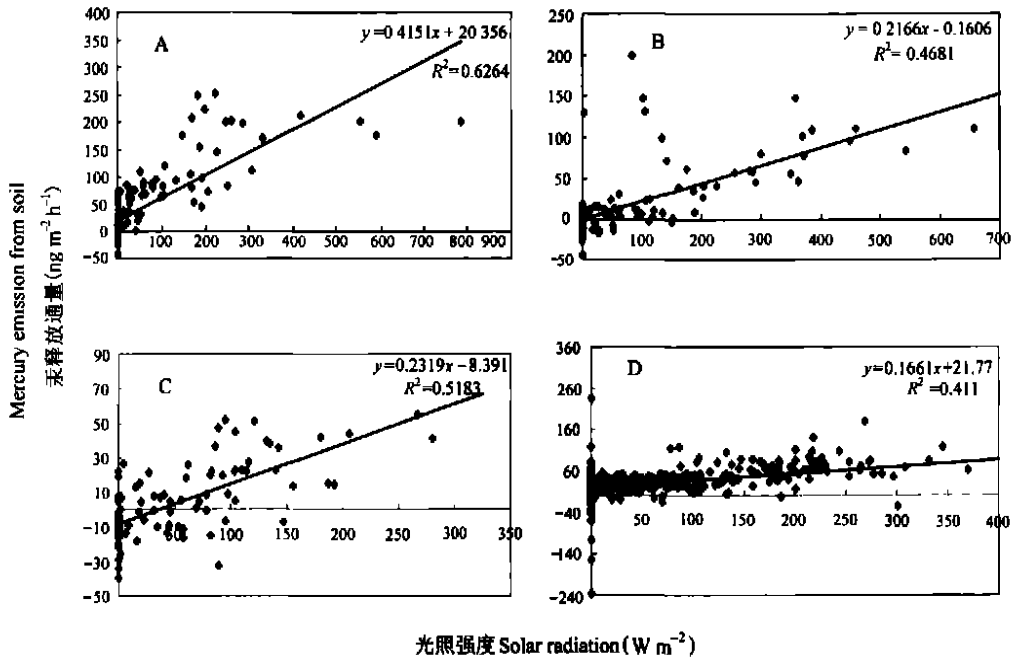 Mercury emission from soil
汞释放通量(ng m⁻² h⁻¹)
A
y=0.4151x + 20 356
R²=0.6264
400
350
300
250
200
150
100
50
0
-50
100 200 300 400 500 600 700 800 900
B
y = 0 2166x - 0.1606
R²= 0.4681
250
200
150
100
50
0
-50
100 200 300 400 500 600 700
C
y=0.2319x - 8.391
R²=0.5183
90
70
50
30
10
-10
-30
-50
50 100 150 200 250 300 350
D
y=0.1661x+21.77
R²=0.411
360
260
160
60
-40
-140
-240
50 100 150 200 250 300 350 400
光照强度 Solar radiation(W m⁻²)